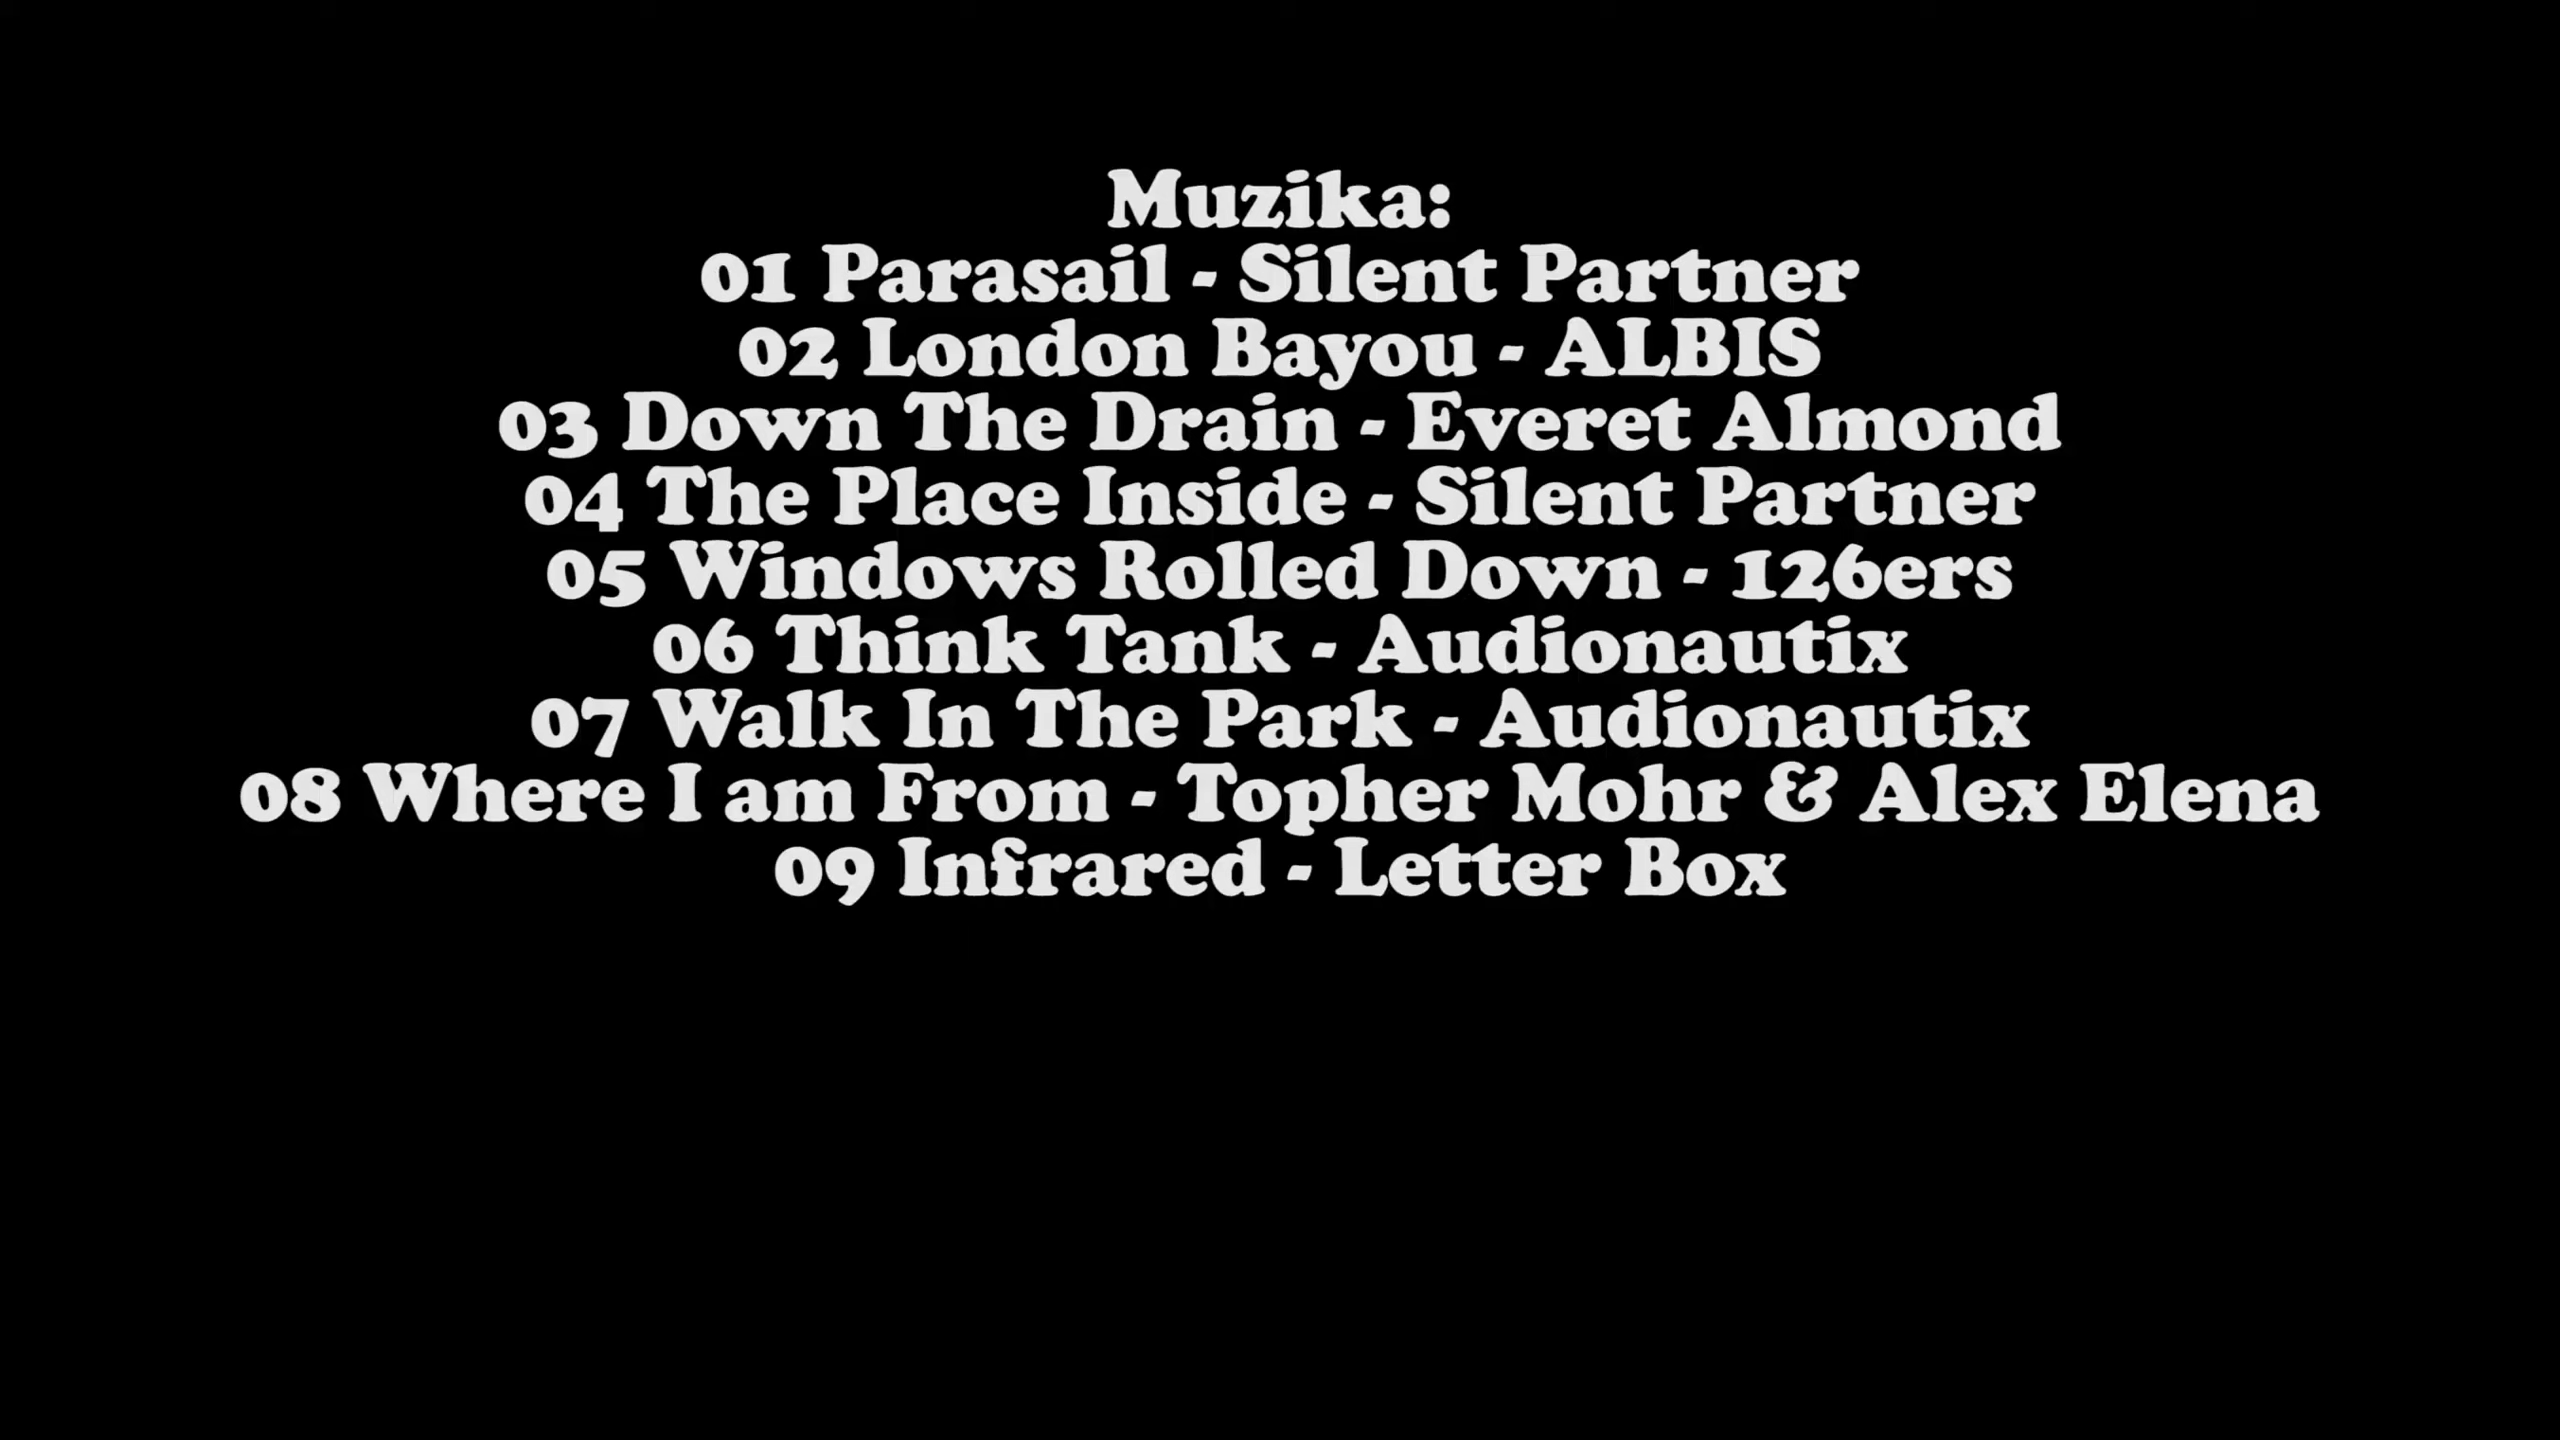 Muzika:
01 Parasail - Silent Partner
02 London Bayou - ALBIS
03 Down The Drain - Everet Almond
04 The Place Inside - Silent Partner
05 Windows Rolled Down - 126ers
06 Think Tank - Audionautix
07 Walk In The Park - Audionautix
08 Where I am From - Topher Mohr & Alex Elena
09 Infrared - Letter Box